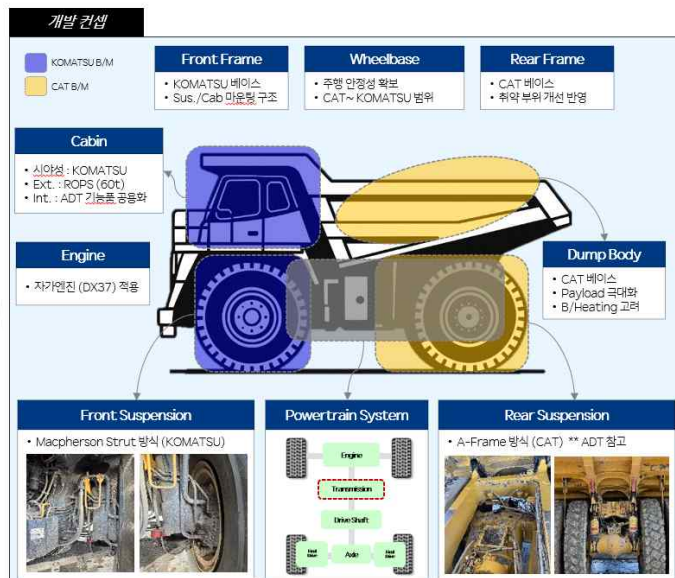 개발 컨셉
KOMATSU B/M
CAT B/M
Front Frame
• KOMATSU 베이스
• Sus./Cab 마운팅 구조
Wheelbase
• 주행 안정성 확보
• CAT~ KOMATSU 범위
Rear Frame
• CAT 베이스
• 취약 부위 개선 반영
Cabin
• 시야성 : KOMATSU
• Ext. : ROPS (60t)
• Int. : ADT 기능품 공용화
Engine
• 자가엔진 (DX37) 적용
Dump Body
• CAT 베이스
• Payload 극대화
• B/Heating 고려
Front Suspension
• Macpherson Strut 방식 (KOMATSU)
Powertrain System
Engine
Transmission
Drive Shaft
Axle
Rear Suspension
• A-Frame 방식 (CAT) ** ADT 참고